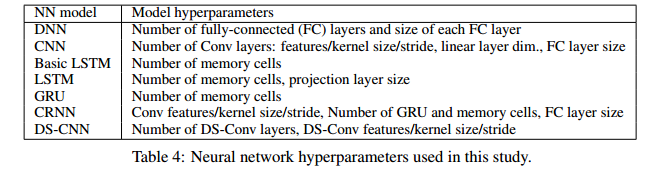 NN model Model hyperparameters
DNN Number of fully-connected (FC) layers and size of each FC layer
CNN Number of Conv layers: features/kernel size/stride, linear layer dim., FC layer size
Basic LSTM Number of memory cells
LSTM Number of memory cells, projection layer size
GRU Number of memory cells
CRNN Conv features/kernel size/stride, Number of GRU and memory cells, FC layer size
DS-CNN Number of DS-Conv layers, DS-Conv features/kernel size/stride
Table 4: Neural network hyperparameters used in this study.